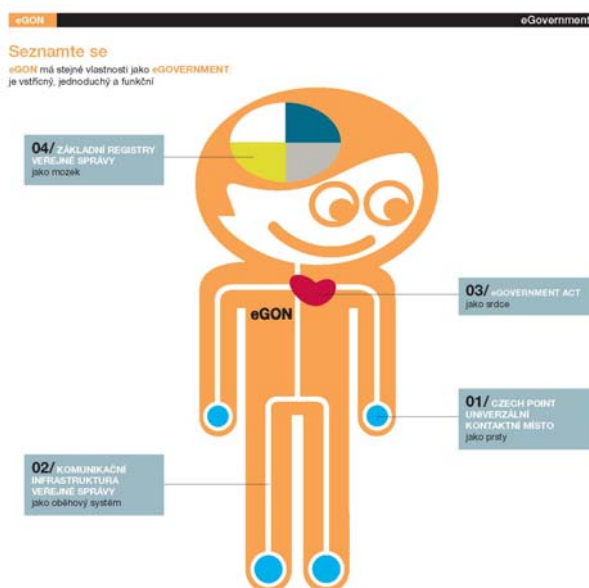 eGON eGovernment
Seznamte se
eGON má stejné vlastnosti jako eGOVERNMENT:
je vstřícný, jednoduchý a funkční
04/ ZÁKLADNÍ REGISTRY
VEŘEJNÉ SPRÁVY
jako mozek
03/ eGOVERNMENT ACT
jako srdce
eGON
01/ CZECH POINT
UNIVERZÁLNÍ
KONTAKTNÍ MÍSTO
jako prsty
02/ KOMUNIKAČNÍ
INFRASTRUKTURA
VEŘEJNÉ SPRÁVY
jako oběhový systém